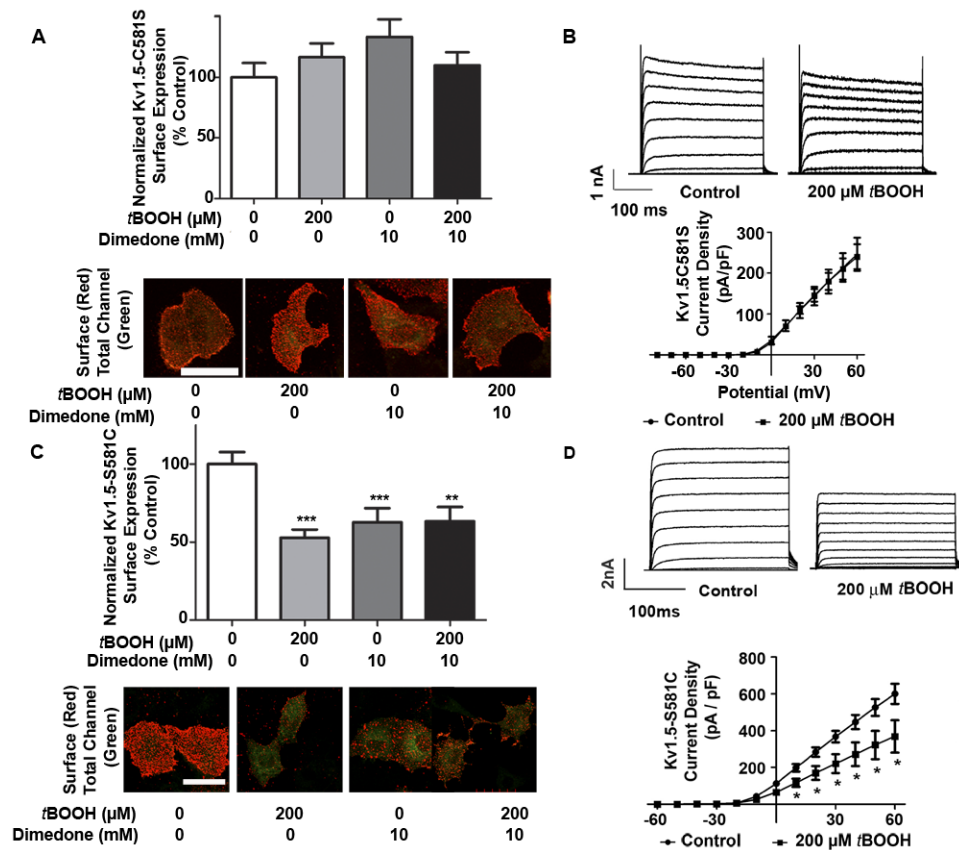 A
Normalized Kv1.5-C581S
Surface Expression
(% Control)
100
50
0
tBOOH (µM) 0 200 0 200
Dimedone (mM) 0 0 10 10
Surface (Red)
Total Channel
(Green)
tBOOH (µM) 0 200 0 200
Dimedone (mM) 0 0 10 10
B
1 nA
100 ms
Control
200 µM tBOOH
Kv1.5C581S
Current Density
(pA/pF)
300
200
100
0
-60 -30 0 30 60
Potential (mV)
Control 200 µM tBOOH
C
Normalized Kv1.5-S581C
Surface Expression
(% Control)
100
50
0
*** *** **
tBOOH (µM) 0 200 0 200
Dimedone (mM) 0 0 10 10
Surface (Red)
Total Channel
(Green)
tBOOH (µM) 0 200 0 200
Dimedone (mM) 0 0 10 10
D
2nA
100ms
Control
200 µM tBOOH
Kv1.5-S581C
Current Density
(pA / pF)
800
600
400
200
0
* * * * * *
-60 -30 0 30 60
Control 200 µM tBOOH